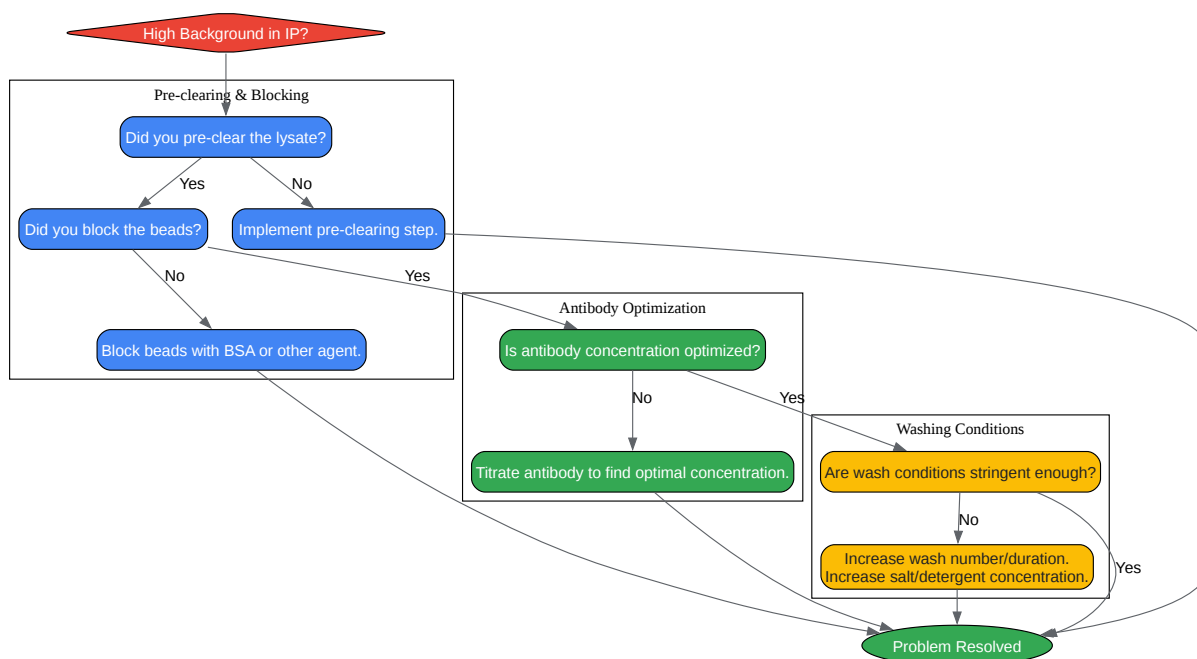 High Background in IP?
Pre-clearing & Blocking
Did you pre-clear the lysate?
Yes
No
Did you block the beads?
Implement pre-clearing step.
No
Yes
Block beads with BSA or other agent.
Antibody Optimization
Is antibody concentration optimized?
No
Yes
Titrate antibody to find optimal concentration.
Washing Conditions
Are wash conditions stringent enough?
No
Yes
Increase wash number/duration.
Increase salt/detergent concentration.
Problem Resolved